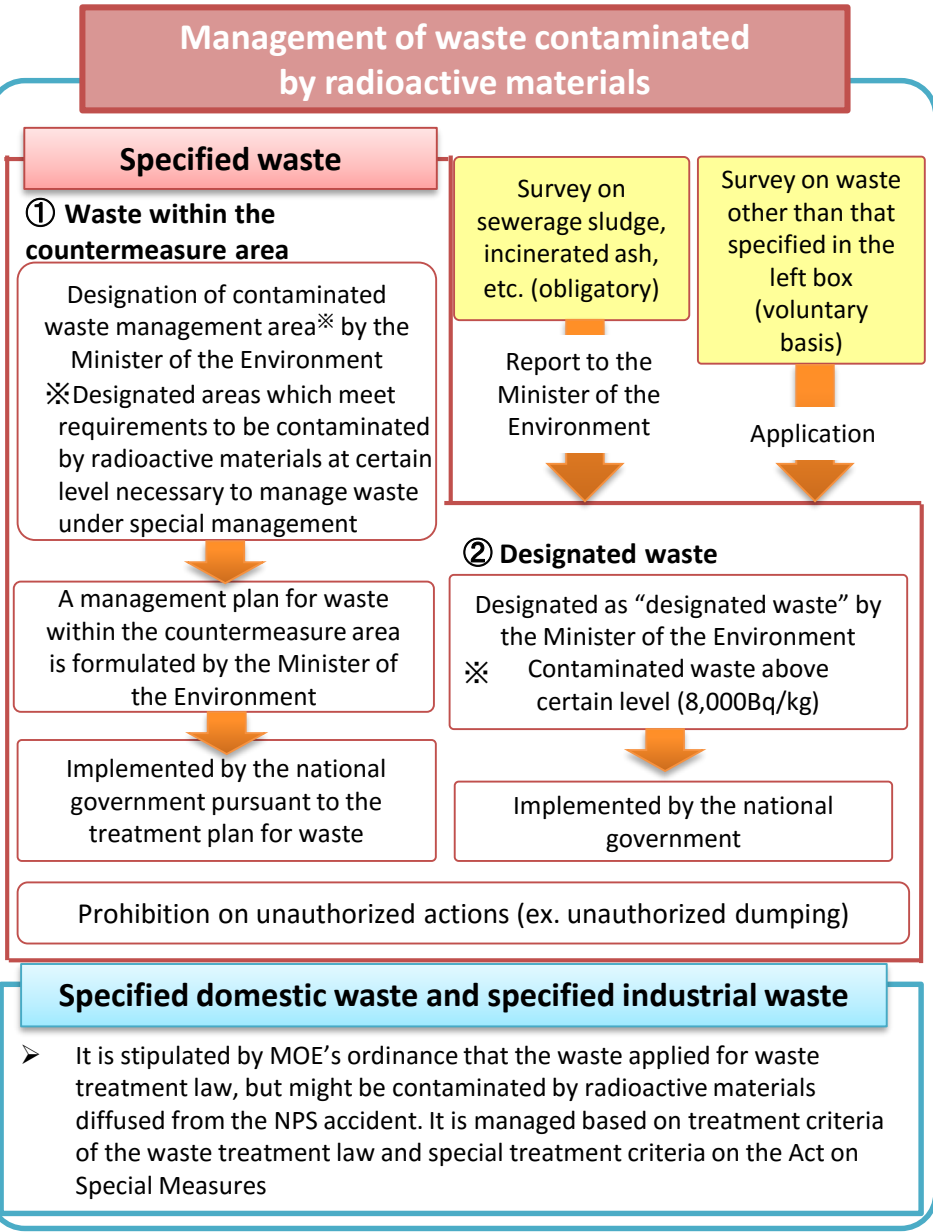 Management of waste contaminated
by radioactive materials
Specified waste
① Waste within the
countermeasure area
Designation of contaminated
waste management area※ by the
Minister of the Environment
※Designated areas which meet
requirements to be contaminated
by radioactive materials at certain
level necessary to manage waste
under special management
A management plan for waste
within the countermeasure area
is formulated by the Minister of
the Environment
Implemented by the national
government pursuant to the
treatment plan for waste
Survey on
sewerage sludge,
incinerated ash,
etc. (obligatory)
Report to the
Minister of the
Environment
Survey on waste
other than that
specified in the
left box
(voluntary
basis)
Application
② Designated waste
Designated as “designated waste” by
the Minister of the Environment
※ Contaminated waste above
certain level (8,000Bq/kg)
Implemented by the national
government
Prohibition on unauthorized actions (ex. unauthorized dumping)
Specified domestic waste and specified industrial waste
➢ It is stipulated by MOE’s ordinance that the waste applied for waste
treatment law, but might be contaminated by radioactive materials
diffused from the NPS accident. It is managed based on treatment criteria
of the waste treatment law and special treatment criteria on the Act on
Special Measures